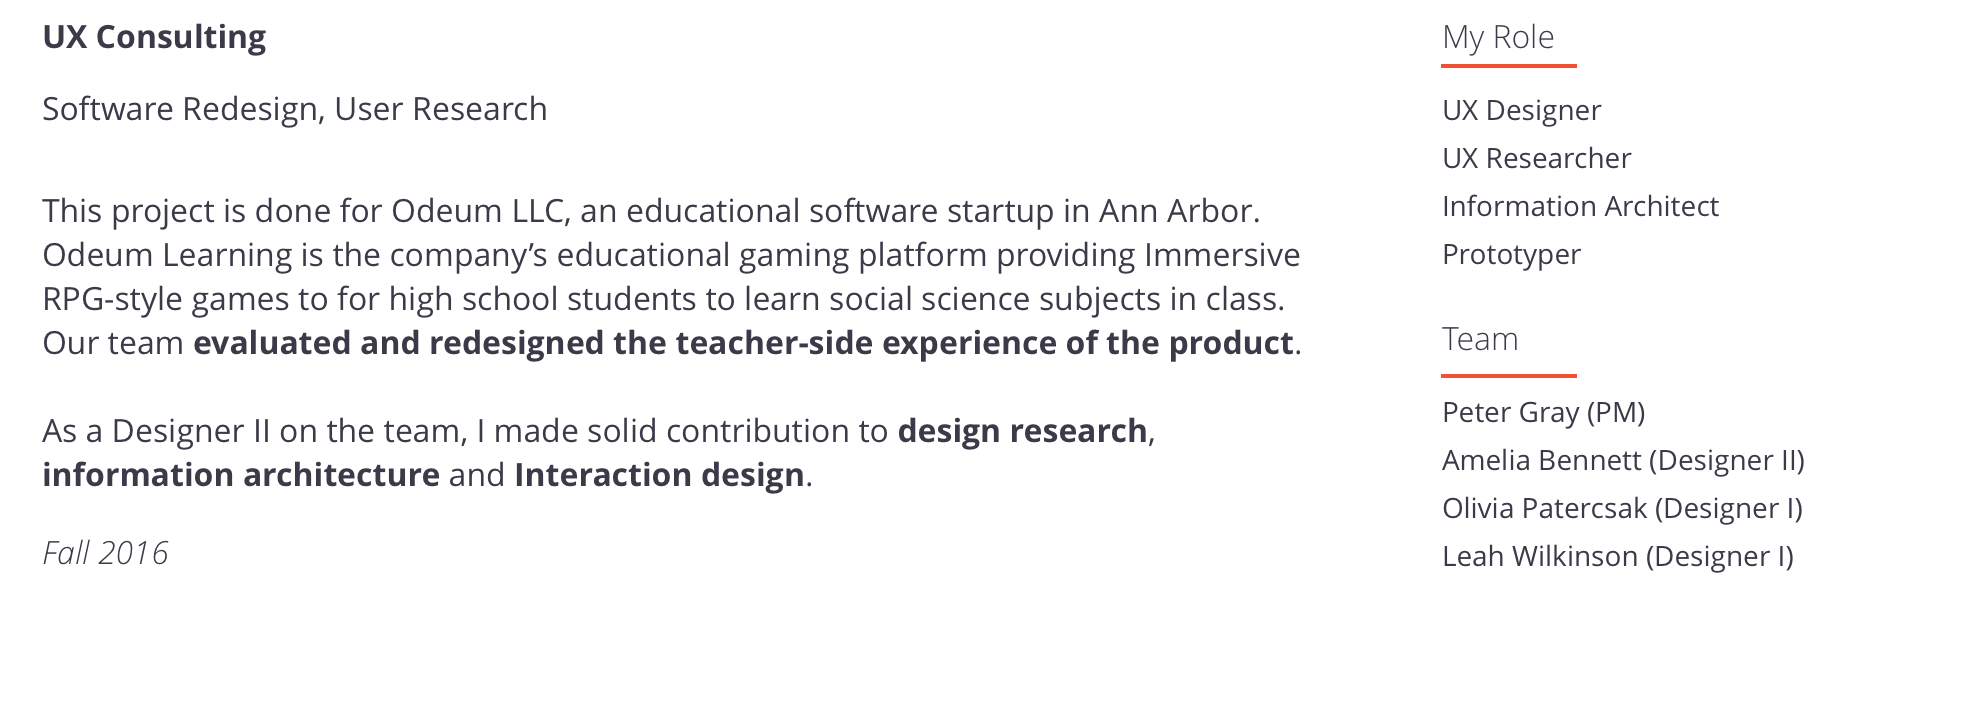 UX Consulting
Software Redesign, User Research
This project is done for Odeum LLC, an educational software startup in Ann Arbor.
Odeum Learning is the company’s educational gaming platform providing Immersive
RPG-style games to for high school students to learn social science subjects in class.
Our team evaluated and redesigned the teacher-side experience of the product.
As a Designer II on the team, I made solid contribution to design research,
information architecture and Interaction design.
Fall 2016
My Role
UX Designer
UX Researcher
Information Architect
Prototyper
Team
Peter Gray (PM)
Amelia Bennett (Designer II)
Olivia Patercsak (Designer I)
Leah Wilkinson (Designer I)